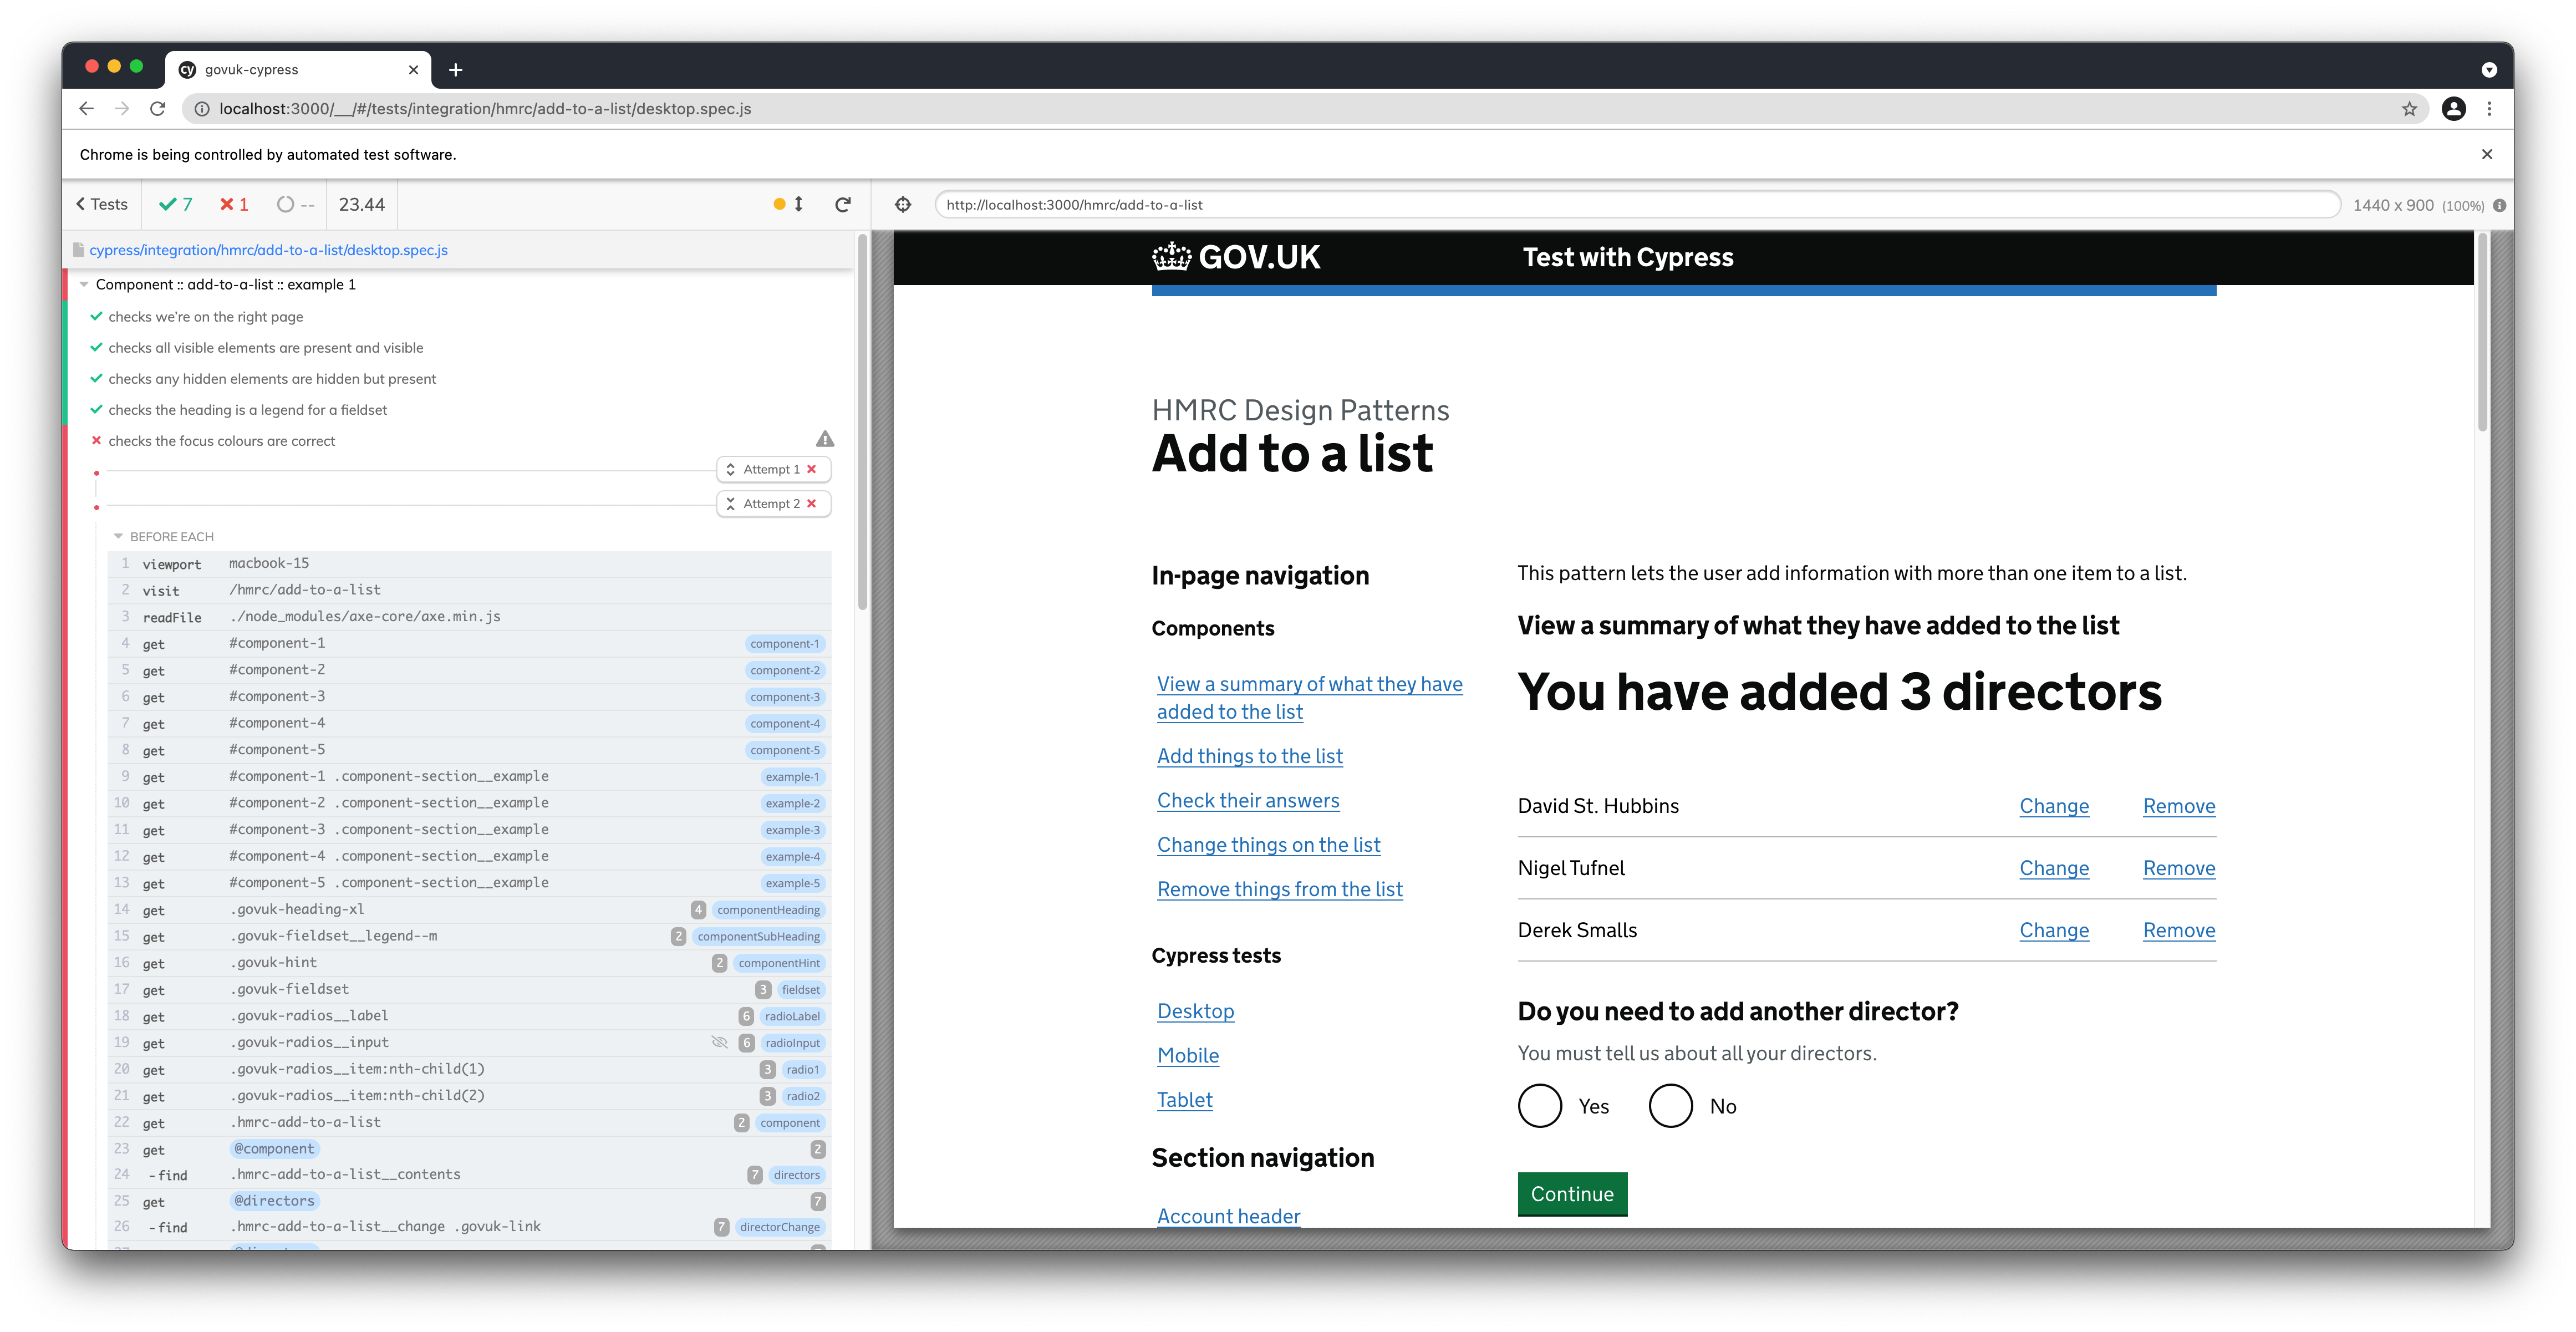 govuk-cypress
localhost:3000/__/#/tests/integration/hmrc/add-to-a-list/desktop.spec.js
Chrome is being controlled by automated test software.
Tests 7 1 -- 23.44
http://localhost:3000/hmrc/add-to-a-list 1440 x 900 (100%)
cypress/integration/hmrc/add-to-a-list/desktop.spec.js
Component :: add-to-a-list :: example 1
checks we're on the right page
checks all visible elements are present and visible
checks any hidden elements are hidden but present
checks the heading is a legend for a fieldset
checks the focus colours are correct
Attempt 1
Attempt 2
BEFORE EACH
1 viewport macbook-15
2 visit /hmrc/add-to-a-list
3 readFile ./node_modules/axe-core/axe.min.js
4 get #component-1 component-1
5 get #component-2 component-2
6 get #component-3 component-3
7 get #component-4 component-4
8 get #component-5 component-5
9 get #component-1 .component-section__example example-1
10 get #component-2 .component-section__example example-2
11 get #component-3 .component-section__example example-3
12 get #component-4 .component-section__example example-4
13 get #component-5 .component-section__example example-5
14 get .govuk-heading-xl 4 componentHeading
15 get .govuk-fieldset__legend--m 2 componentSubHeading
16 get .govuk-hint 2 componentHint
17 get .govuk-fieldset 3 fieldset
18 get .govuk-radios__label 6 radioLabel
19 get .govuk-radios__input 6 radioInput
20 get .govuk-radios__item:nth-child(1) 3 radio1
21 get .govuk-radios__item:nth-child(2) 3 radio2
22 get .hmrc-add-to-a-list 2 component
23 get @component 2
24 -find .hmrc-add-to-a-list__contents 7 directors
25 get @directors 7
26 -find .hmrc-add-to-a-list__change .govuk-link 7 directorChange
GOV.UK
Test with Cypress
HMRC Design Patterns
Add to a list
In-page navigation
Components
View a summary of what they have
added to the list
Add things to the list
Check their answers
Change things on the list
Remove things from the list
Cypress tests
Desktop
Mobile
Tablet
Section navigation
Account header
This pattern lets the user add information with more than one item to a list.
View a summary of what they have added to the list
You have added 3 directors
David St. Hubbins Change Remove
Nigel Tufnel Change Remove
Derek Smalls Change Remove
Do you need to add another director?
You must tell us about all your directors.
Yes No
Continue